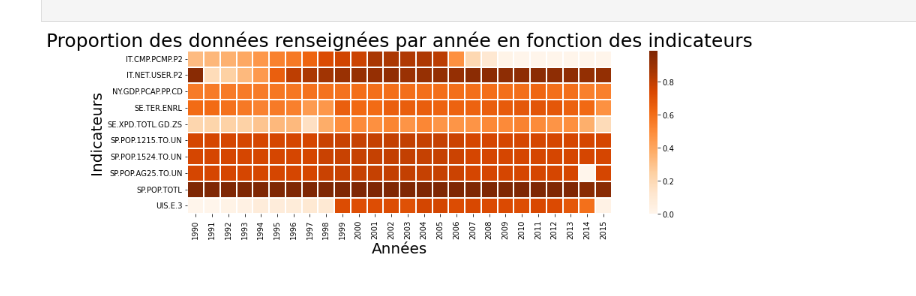 Proportion des données renseignées par année en fonction des indicateurs
IT.CMP.PCMP.P2
IT.NET.USER.P2
NY.GDP.PCAP.PP.CD
SE.TER.ENRL
SE.XPD.TOTL.GD.ZS
SP.POP.1215.TO.UN
SP.POP.1524.TO.UN
SP.POP.AG25.TO.UN
SP.POP.TOTL
UIS.E.3
Indicateurs
1990 1991 1992 1993 1994 1995 1996 1997 1998 1999 2000 2001 2002 2003 2004 2005 2006 2007 2008 2009 2010 2011 2012 2013 2014 2015
Années
0.8
0.6
0.4
0.2
0.0